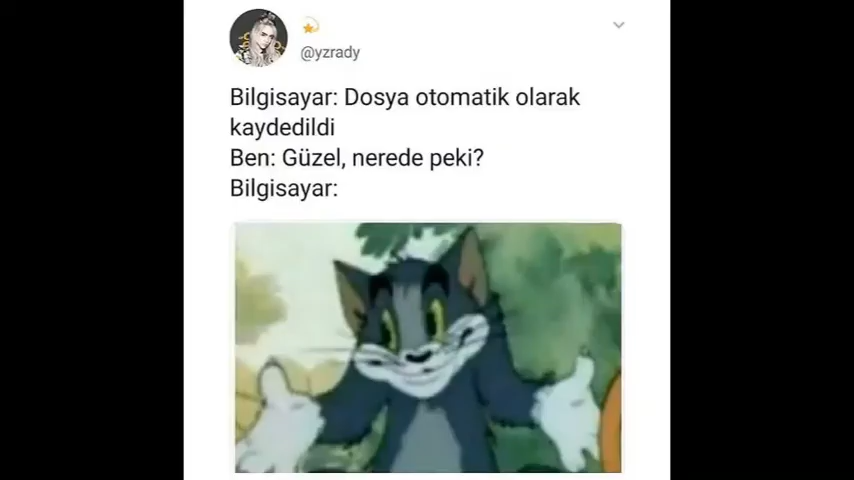 @yzrady
Bilgisayar: Dosya otomatik olarak
kaydedildi
Ben: Güzel, nerede peki?
Bilgisayar: